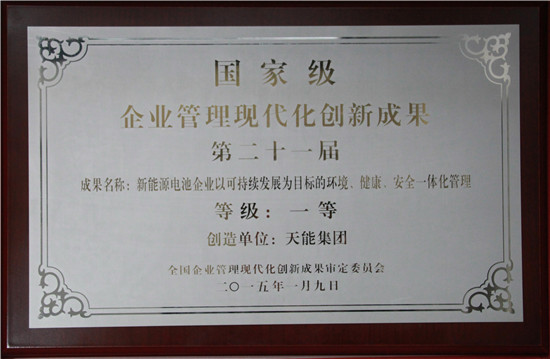 国家级
企业管理现代化创新成果
第二十一届
成果名称：新能源电池企业以可持续发展为目标的环境、健康、安全一体化管理
等级：一等
创造单位：天能集团
全国企业管理现代化创新成果审定委员会
二〇一五年一月九日